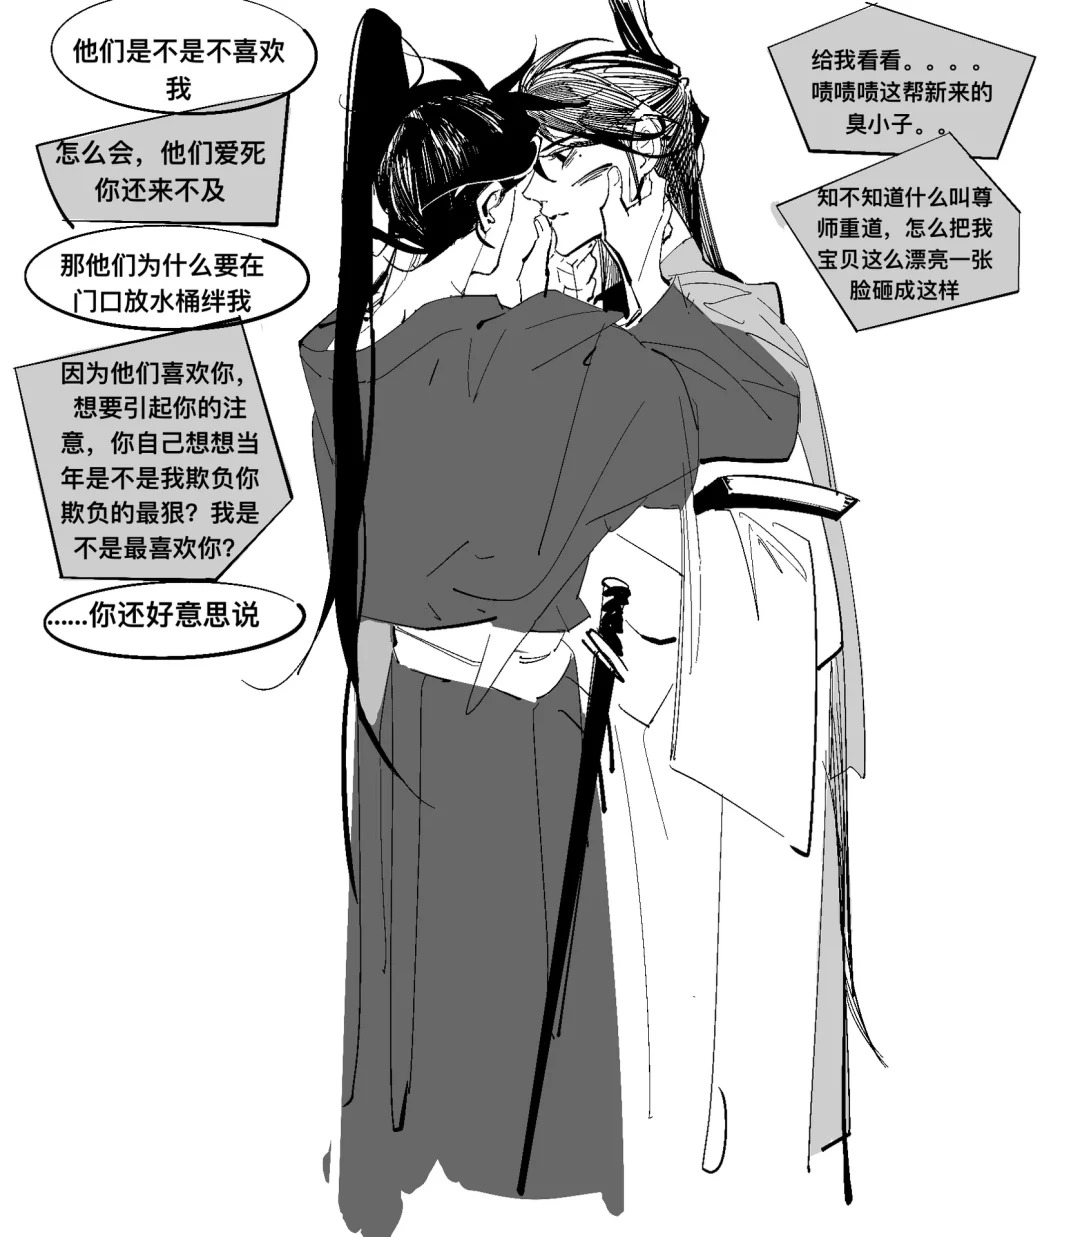 他们是不是不喜欢
我
怎么会，他们爱死
你还来不及
那他们为什么要在
门口放水桶绊我
因为他们喜欢你，
想要引起你的注
意，你自己想想当
年是不是我欺负你
欺负的最狠？我是
不是最喜欢你？
......你还好意思说
给我看看。。。。
啧啧啧这帮新来的
臭小子。。
知不知道什么叫尊
师重道，怎么把我
宝贝这么漂亮一张
脸砸成这样